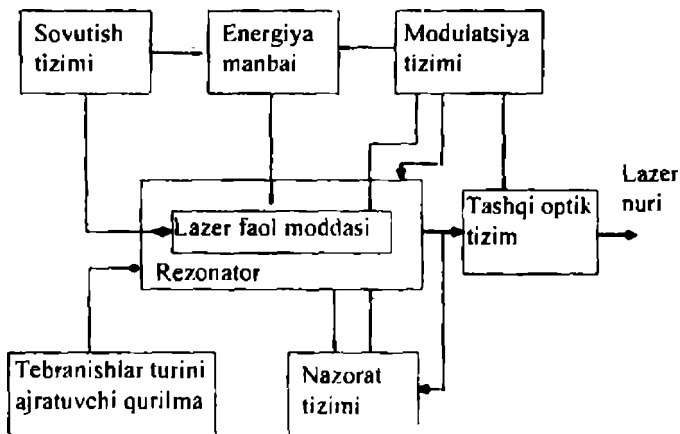 Sovutish
tizimi
Energiya
manbai
Modulatsiya
tizimi
Lazer
nuri
Tashqi optik
tizim
Lazer faol moddasi
Rezonator
Tebranishlar turini
ajratuvchi qurilma
Nazorat
tizimi